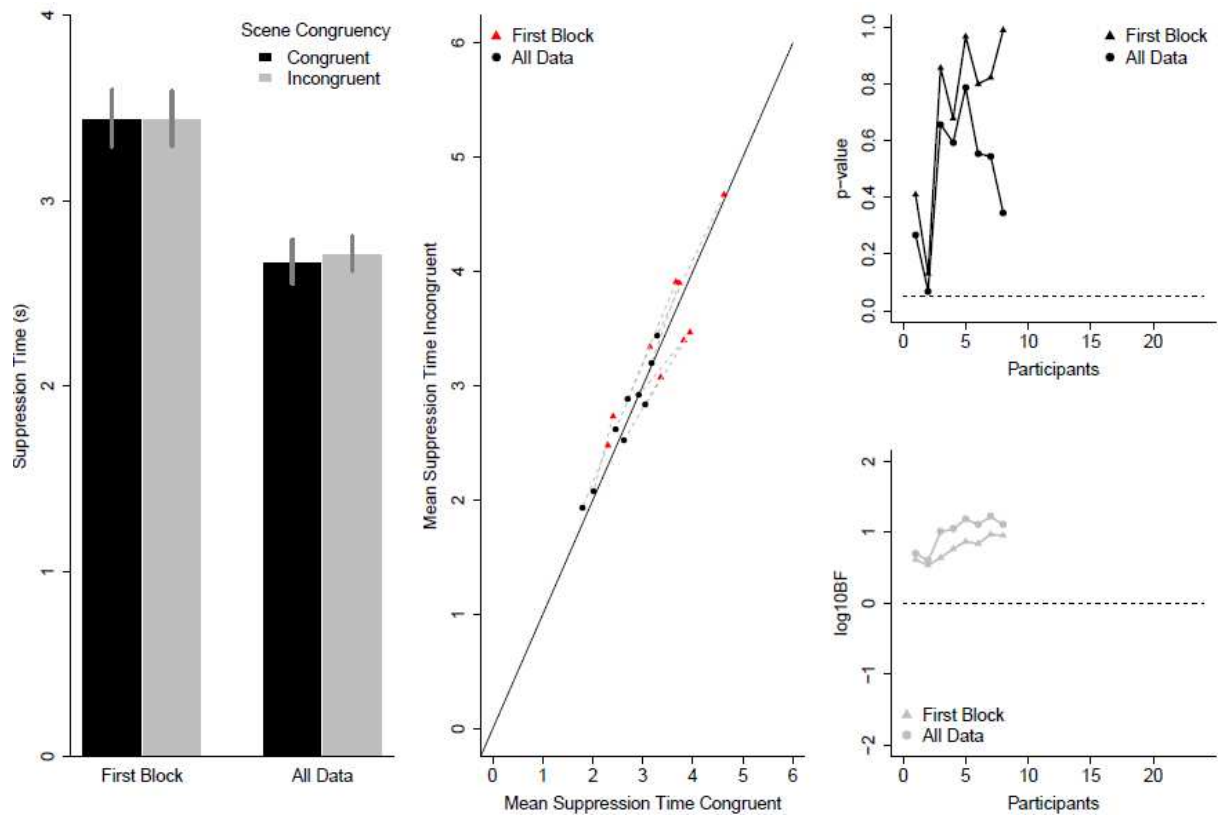 Scene Congruency
Congruent
Incongruent
Suppression Time (s)
4
3
2
1
0
First Block
All Data
First Block
All Data
Mean Suppression Time Incongruent
6
5
4
3
2
1
0
0 1 2 3 4 5 6
Mean Suppression Time Congruent
First Block
All Data
p-value
1.0
0.8
0.6
0.4
0.2
0.0
0 5 10 15 20
Participants
log10BF
2
1
0
−1
−2
First Block
All Data
0 5 10 15 20
Participants